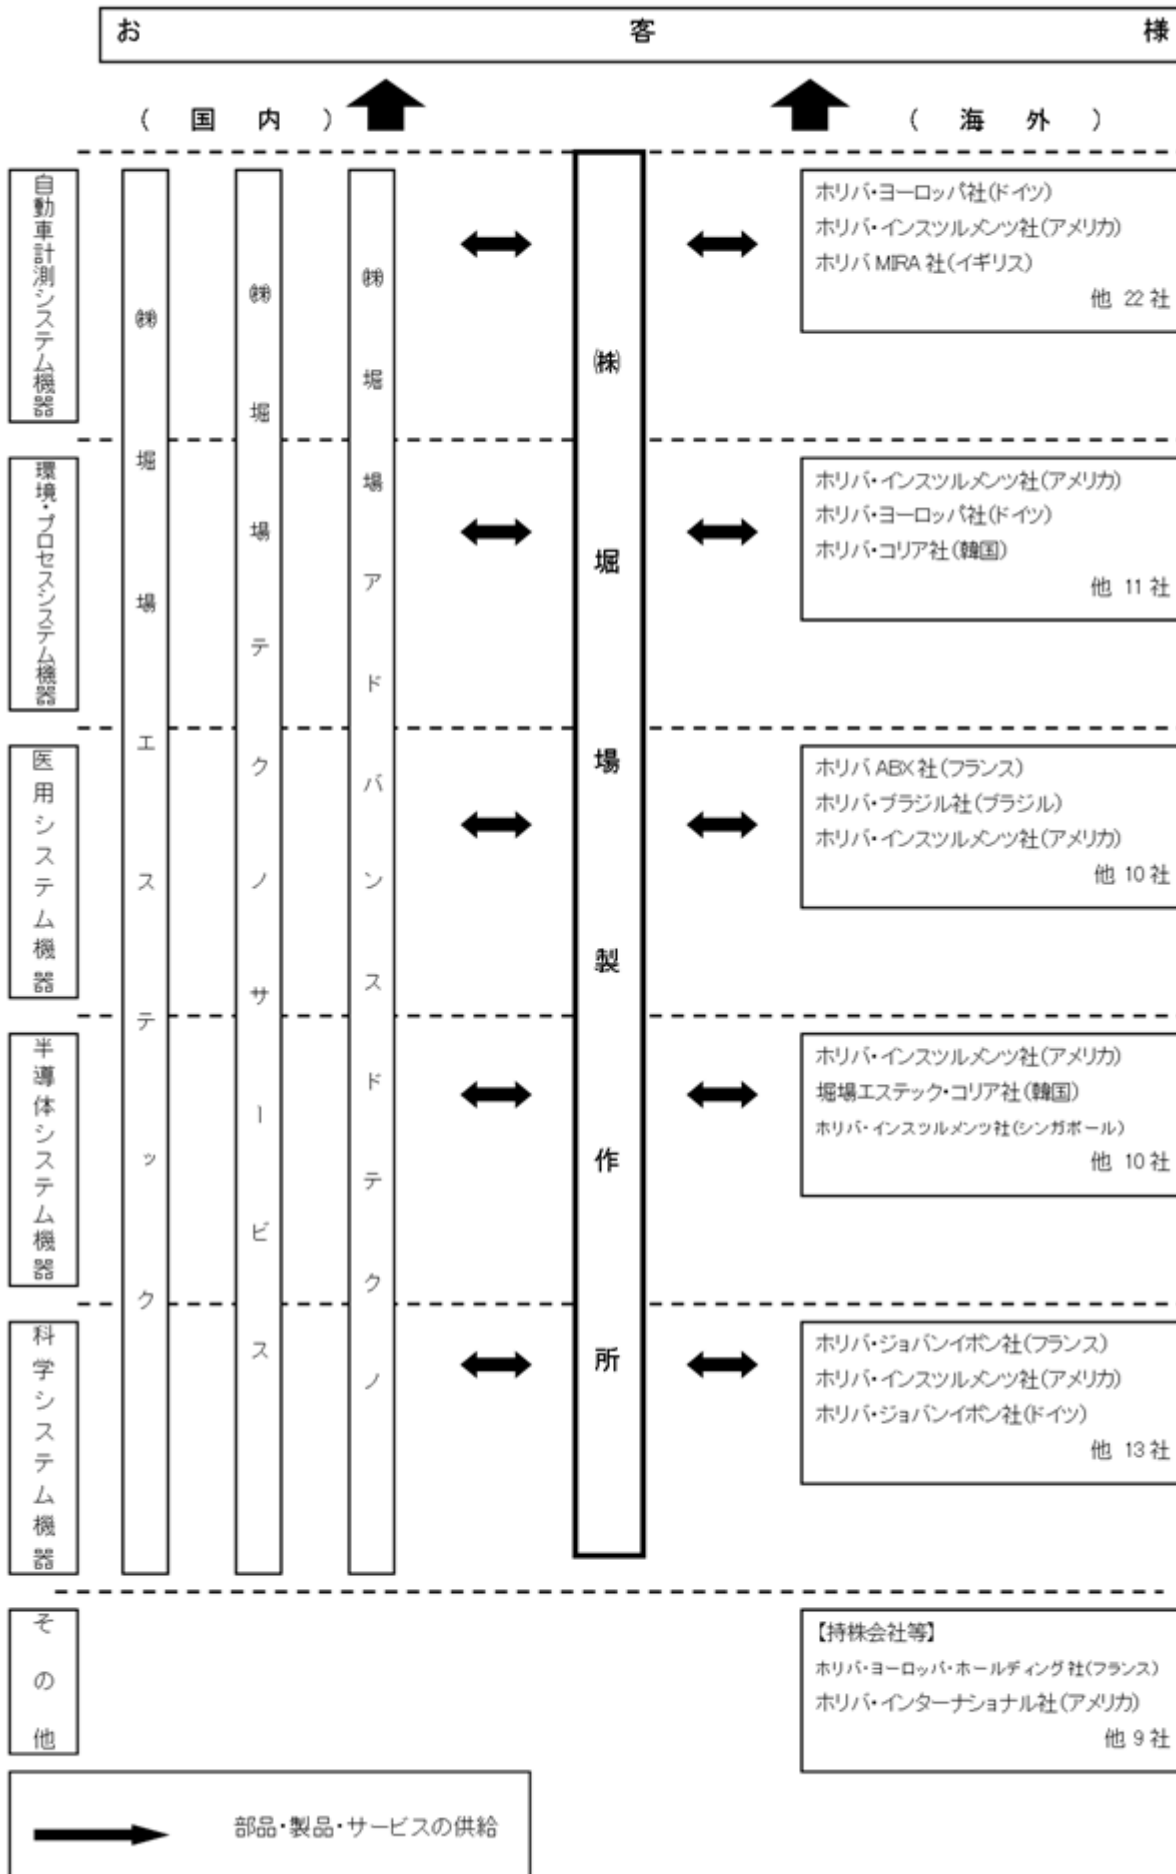 お客様
(国内)
(海外)
自動車計測システム機器
㈱堀場エステック
㈱堀場テクノサービス
㈱堀場アドバンスドテクノ
㈱堀場製作所
ホリバ・ヨーロッパ社(ドイツ)
ホリバ・インスツルメンツ社(アメリカ)
ホリバ MIRA 社(イギリス)
他 22 社
環境・プロセスシステム機器
ホリバ・インスツルメンツ社(アメリカ)
ホリバ・ヨーロッパ社(ドイツ)
ホリバ・コリア社(韓国)
他 11 社
医用システム機器
ホリバ ABX 社(フランス)
ホリバ・ブラジル社(ブラジル)
ホリバ・インスツルメンツ社(アメリカ)
他 10 社
半導体システム機器
ホリバ・インスツルメンツ社(アメリカ)
堀場エステック・コリア社(韓国)
ホリバ・インスツルメンツ社(シンガポール)
他 10 社
科学システム機器
ホリバ・ジョバンイボン社(フランス)
ホリバ・インスツルメンツ社(アメリカ)
ホリバ・ジョバンイボン社(ドイツ)
他 13 社
その他
【持株会社等】
ホリバ・ヨーロッパ・ホールディング社(フランス)
ホリバ・インターナショナル社(アメリカ)
他 9 社
部品・製品・サービスの供給